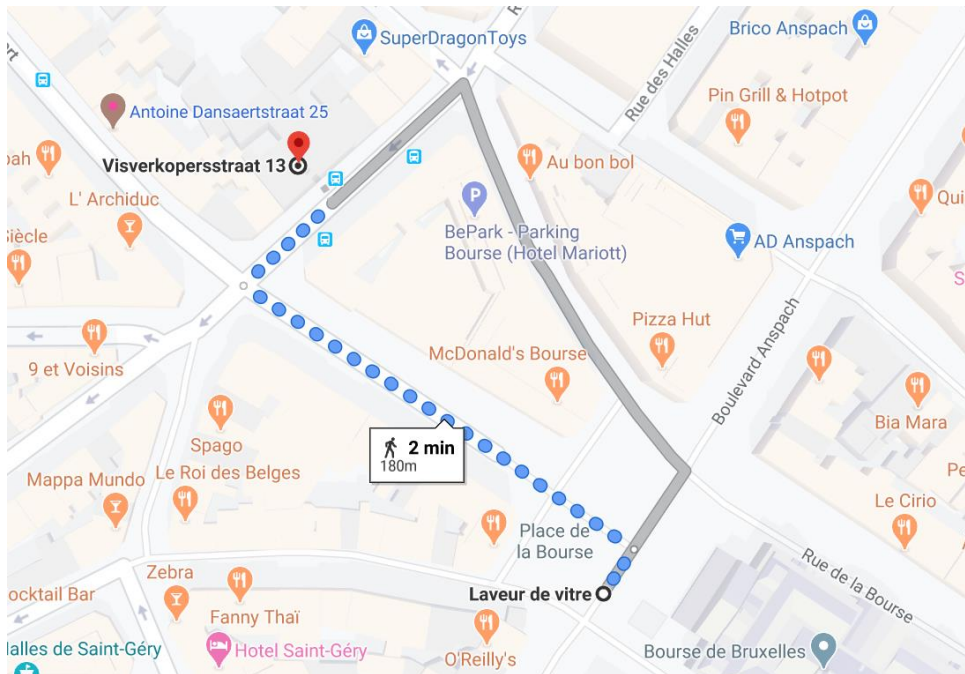 SuperDragonToys
Brico Anspach
Rue des Halles
Pin Grill & Hotpot
Antoine Dansaertstraat 25
Visverkopersstraat 13
Au bon bol
L' Archiduc
P
BePark - Parking
Bourse (Hotel Mariott)
AD Anspach
Pizza Hut
Boulevard Anspach
McDonald's Bourse
9 et Voisins
Bia Mara
Spago
2 min
180m
Mappa Mundo
Le Roi des Belges
Le Cirio
Place de
la Bourse
Rue de la Bourse
Zebra
Laveur de vitre
ocktail Bar
Fanny Thaï
Hotel Saint-Géry
O'Reilly's
Bourse de Bruxelles
alles de Saint-Géry
Siècle
Qui